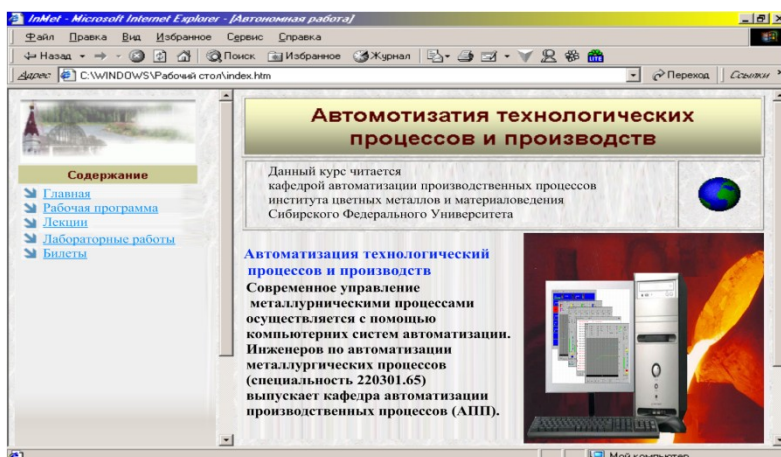 InMet - Microsoft Internet Explorer - [Автономная работа]
Файл Правка Вид Избранное Сервис Справка
Назад Поиск Избранное Журнал
Адрес C:\WINDOWS\Рабочий стол\index.htm Переход Ссылки
Автомотизатия технологических
процессов и производств
Содержание
Главная
Рабочая программа
Лекции
Лабораторные работы
Билеты
Данный курс читается
кафедрой автоматизации производственных процессов
института цветных металлов и материаловедения
Сибирского Федерального Университета
Автоматизация технологический
процессов и производств
Современное управление
металлурническими процессами
осуществляется с помощью
компьютерних систем автоматизации.
Инженеров по автоматизации
металлургических процессов
(специальность 220301.65)
выпускает кафедра автоматизации
производственных процессов (АПП).
Мой компьютер